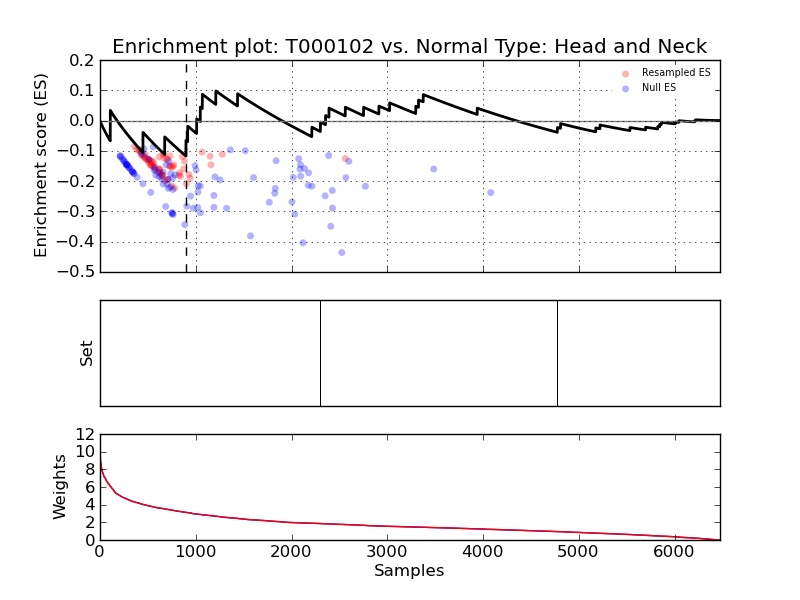 Enrichment plot: T000102 vs. Normal Type: Head and Neck
Enrichment score (ES)
0.2
0.1
0.0
−0.1
−0.2
−0.3
−0.4
−0.5
Resampled ES
Null ES
Set
Weights
12
10
8
6
4
2
0
0 1000 2000 3000 4000 5000 6000
Samples